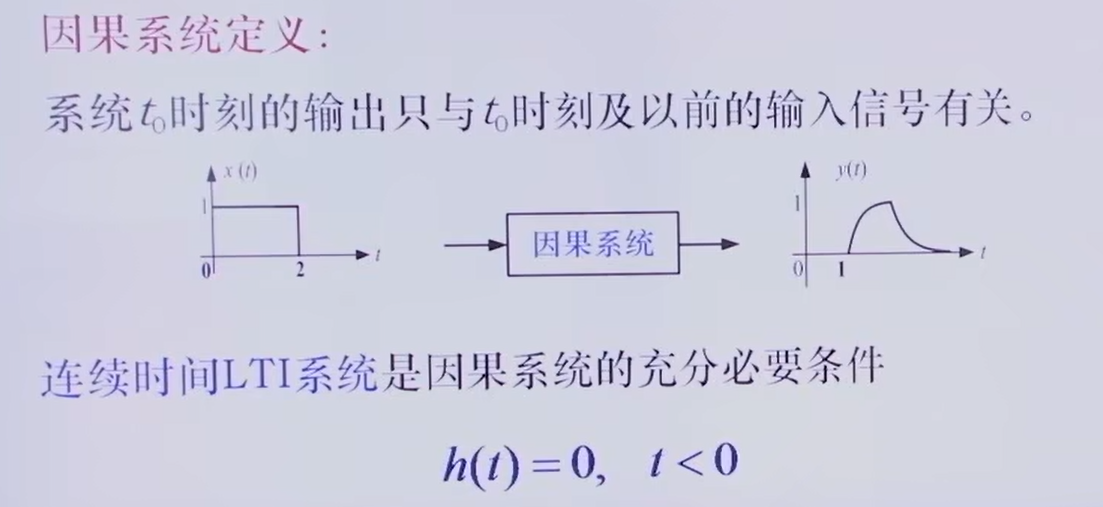 因果系统定义:
系统t₀时刻的输出只与t₀时刻及以前的输入信号有关。
x (t)
1
0
2
t
因果系统
y(t)
1
0
1
t
连续时间LTI系统是因果系统的充分必要条件
h(t) = 0, t < 0